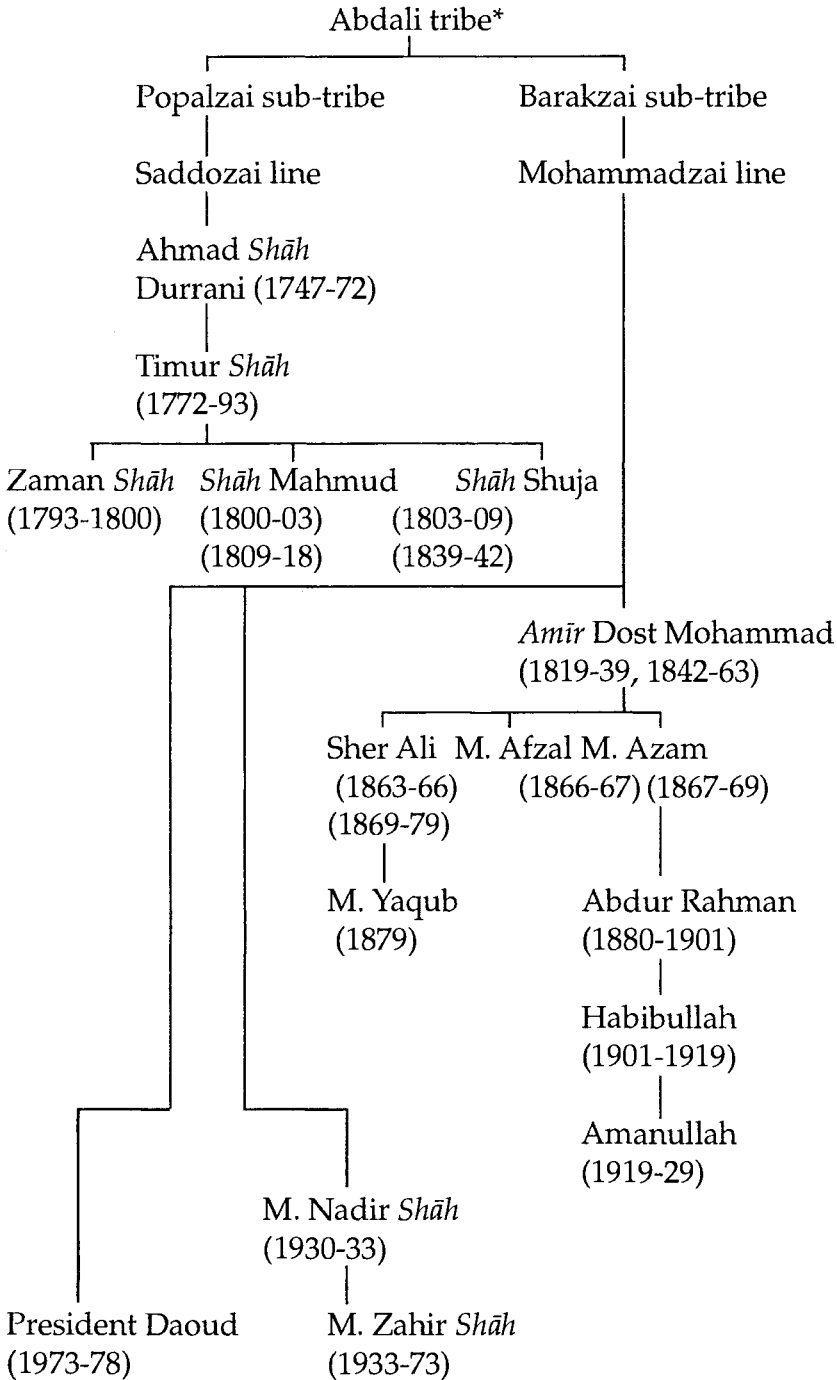 Abdali tribe*
Popalzai sub-tribe
Barakzai sub-tribe
Saddozai line
Mohammadzai line
Ahmad Shāh
Durrani (1747-72)
Timur Shāh
(1772-93)
Zaman Shāh
(1793-1800)
Shāh Mahmud
(1800-03)
(1809-18)
Shāh Shuja
(1803-09)
(1839-42)
Amīr Dost Mohammad
(1819-39, 1842-63)
Sher Ali
(1863-66)
(1869-79)
M. Afzal
(1866-67)
M. Azam
(1867-69)
M. Yaqub
(1879)
Abdur Rahman
(1880-1901)
Habibullah
(1901-1919)
Amanullah
(1919-29)
M. Nadir Shāh
(1930-33)
President Daoud
(1973-78)
M. Zahir Shāh
(1933-73)